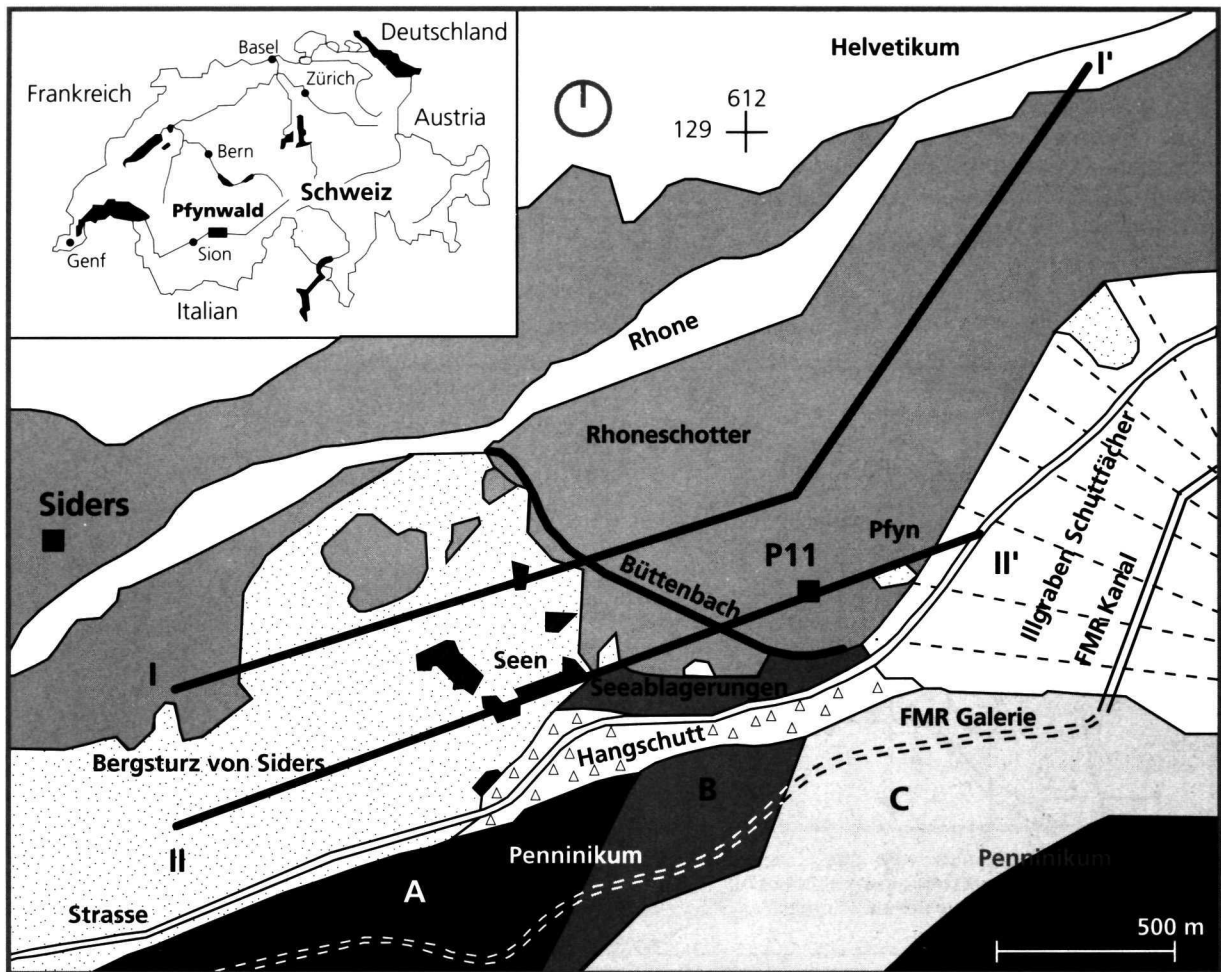 Deutschland
Basel
Zürich
Frankreich
Austria
Bern
Schweiz
Pfynwald
Genf
Sion
Italian
Helvetikum
I'
612
129
Rhone
Rhoneschotter
Siders
Pfyn
P11
II'
Illgraben Schuttfächer
FMR Kanal
Büttenbach
I
Seen
Seeablagerungen
FMR Galerie
Hangschutt
Bergsturz von Siders
B
C
II
Penninikum
Penninikum
A
Strasse
500 m